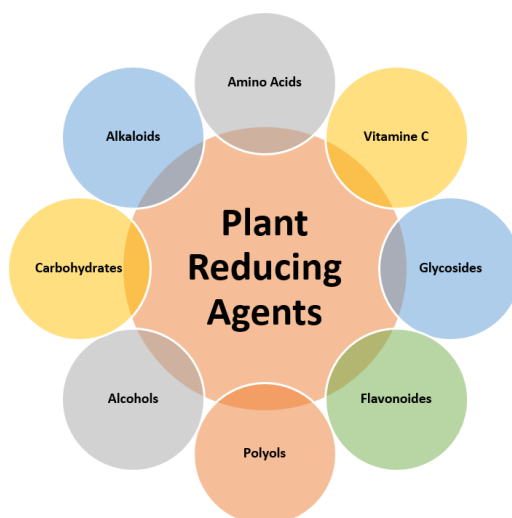 Amino Acids
Vitamine C
Glycosides
Flavonoides
Polyols
Alcohols
Carbohydrates
Alkaloids
Plant
Reducing
Agents